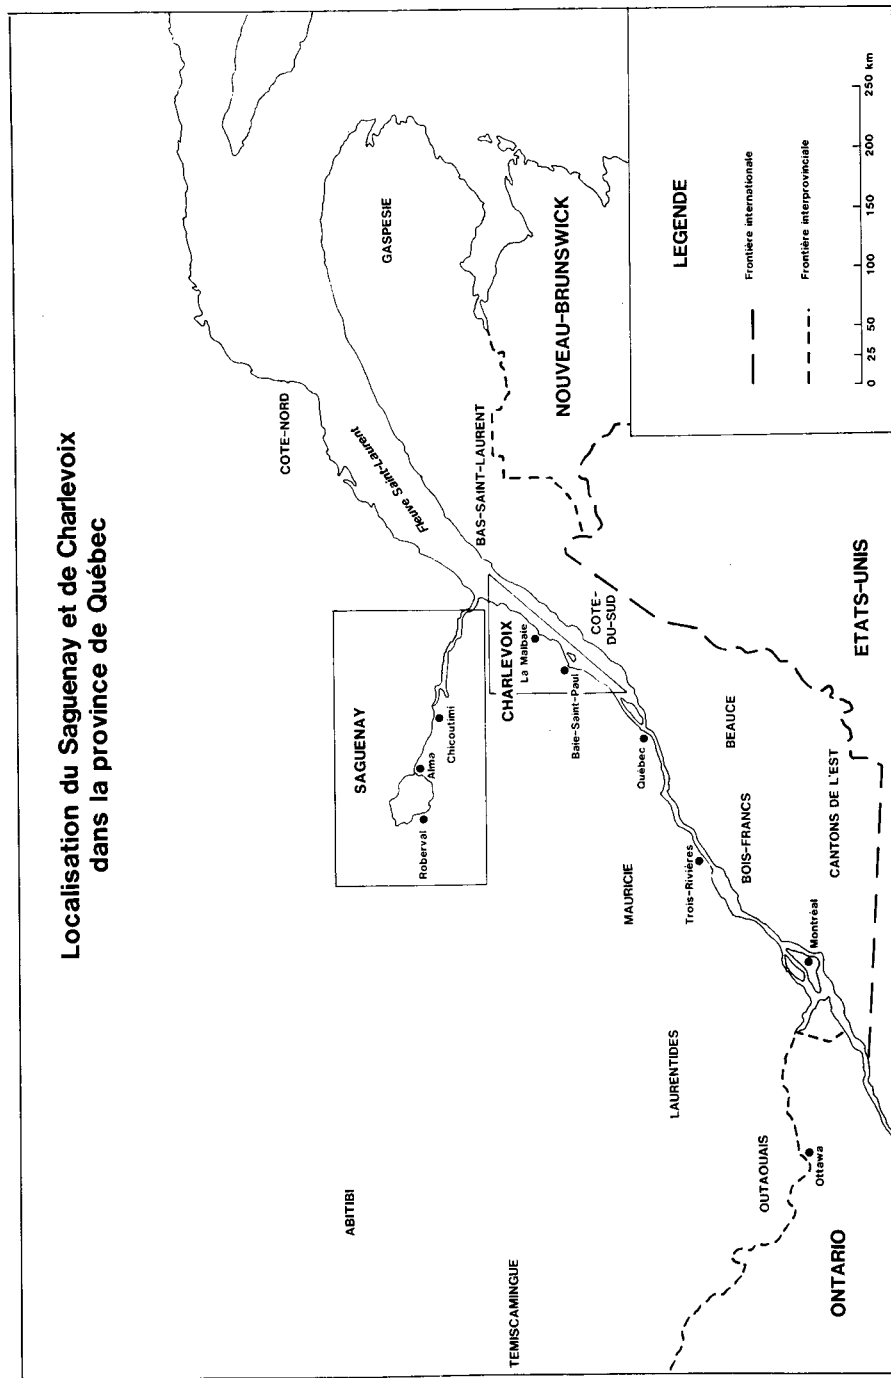 Localisation du Saguenay et de Charlevoix
dans la province de Québec
COTE-NORD
GASPESIE
Fleuve Saint-Laurent
SAGUENAY
Roberval
Alma
Chicoutimi
CHARLEVOIX
La Malbaie
Baie-Saint-Paul
BAS-SAINT-LAURENT
COTE-
DU-SUD
NOUVEAU-BRUNSWICK
ABITIBI
TEMISCAMINGUE
MAURICIE
Québec
LAURENTIDES
Trois-Rivières
BEAUCE
BOIS-FRANCS
ETATS-UNIS
OUTAOUAIS
Ottawa
Montréal
CANTONS DE L'EST
ONTARIO
LEGENDE
Frontière internationale
Frontière interprovinciale
0 25 50 100 150 200 250 km